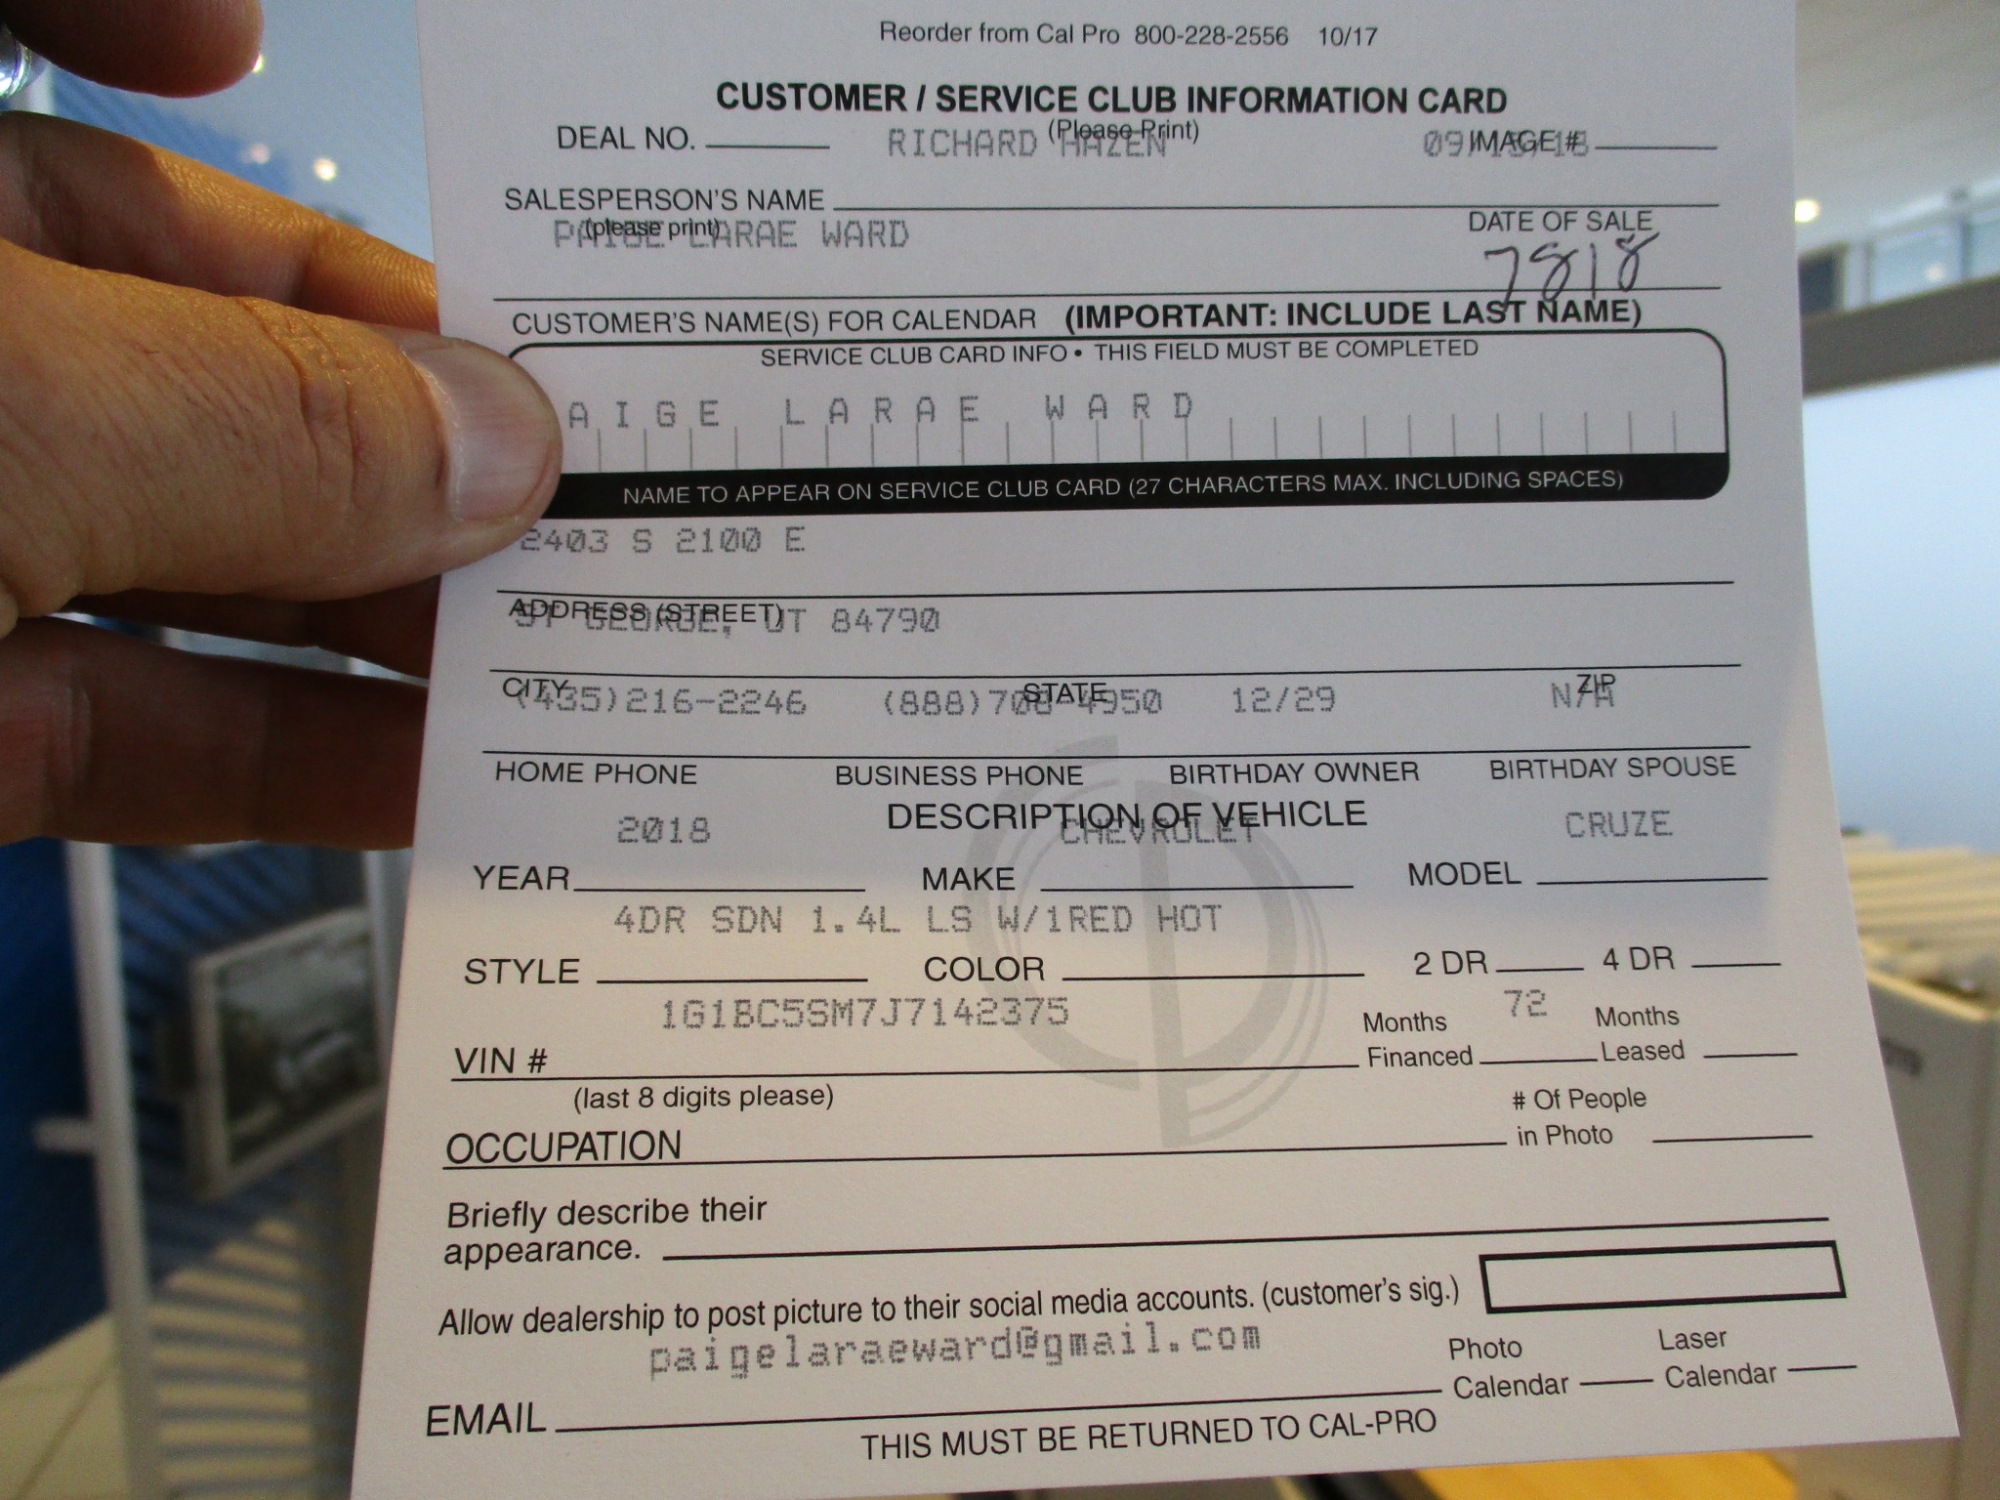 Reorder from Cal Pro 800-228-2556 10/17
CUSTOMER / SERVICE CLUB INFORMATION CARD
(Please Print)
DEAL NO. RICHARD HAZEN IMAGE #
SALESPERSON'S NAME
(please print) DATE OF SALE
PAIGE LARAE WARD
7818
CUSTOMER'S NAME(S) FOR CALENDAR (IMPORTANT: INCLUDE LAST NAME)
SERVICE CLUB CARD INFO • THIS FIELD MUST BE COMPLETED
AIGE LARAE WARD
NAME TO APPEAR ON SERVICE CLUB CARD (27 CHARACTERS MAX. INCLUDING SPACES)
2403 S 2100 E
ADDRESS (STREET)
ST GEORGE, UT 84790
CITY STATE ZIP
(435)216-2246 (888)708-4950 12/29 N/A
HOME PHONE BUSINESS PHONE BIRTHDAY OWNER BIRTHDAY SPOUSE
DESCRIPTION OF VEHICLE
2018 CHEVROLET CRUZE
YEAR MAKE MODEL
4DR SDN 1.4L LS W/1RED HOT
STYLE COLOR 2 DR 4 DR
1G1BC5SM7J7142375 72
VIN # Months Financed Months Leased
(last 8 digits please)
OCCUPATION # Of People in Photo
Briefly describe their
appearance.
Allow dealership to post picture to their social media accounts. (customer's sig.)
paigelaraeward@gmail.com
EMAIL Photo Calendar Laser Calendar
THIS MUST BE RETURNED TO CAL-PRO